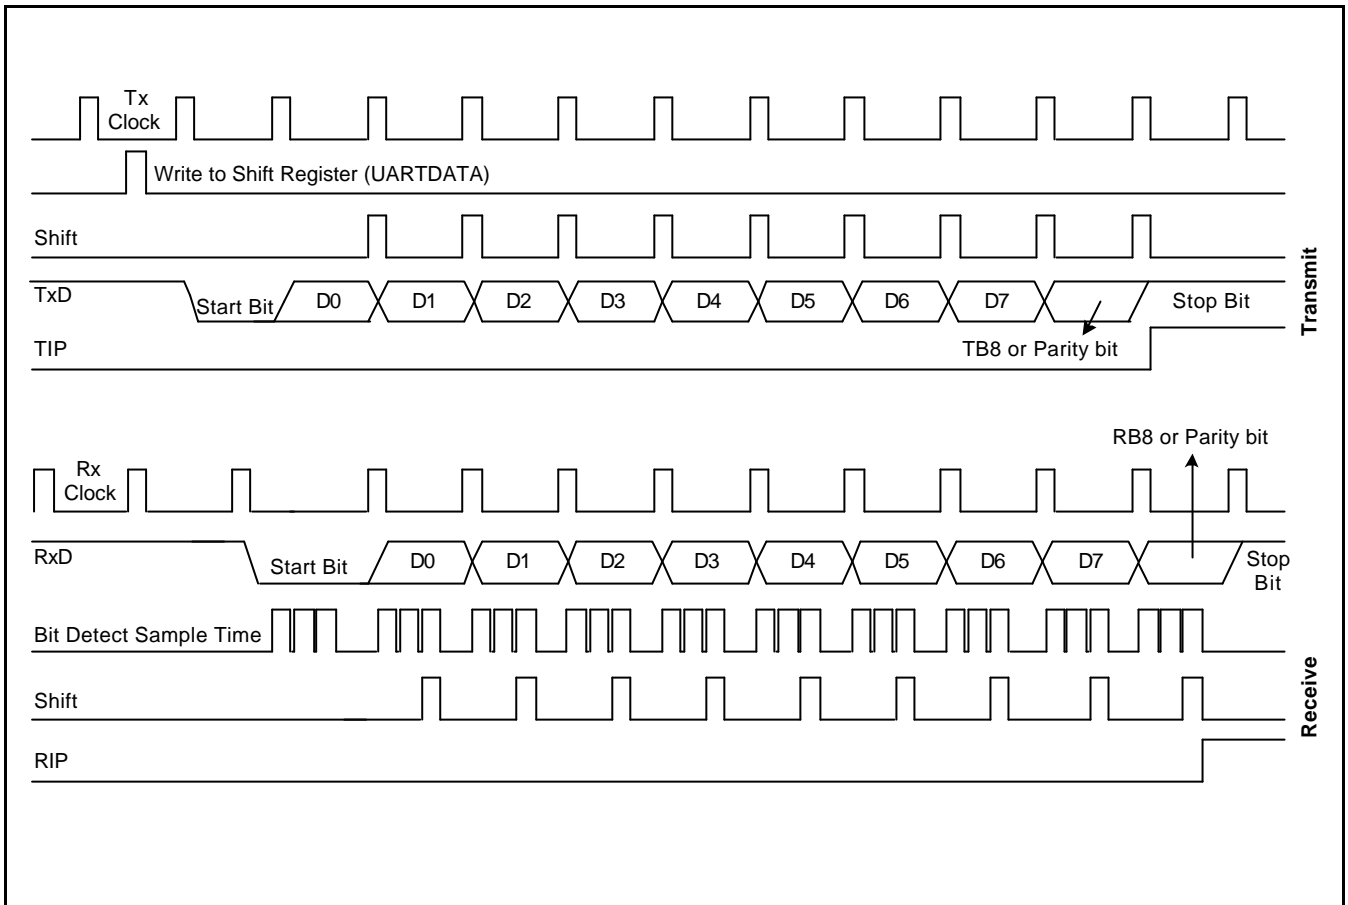 Tx
Clock
Write to Shift Register (UARTDATA)
Shift
TxD
Start Bit
D0
D1
D2
D3
D4
D5
D6
D7
Stop Bit
TIP
TB8 or Parity bit
Transmit
RB8 or Parity bit
Rx
Clock
RxD
Start Bit
D0
D1
D2
D3
D4
D5
D6
D7
Stop
Bit
Bit Detect Sample Time
Shift
RIP
Receive